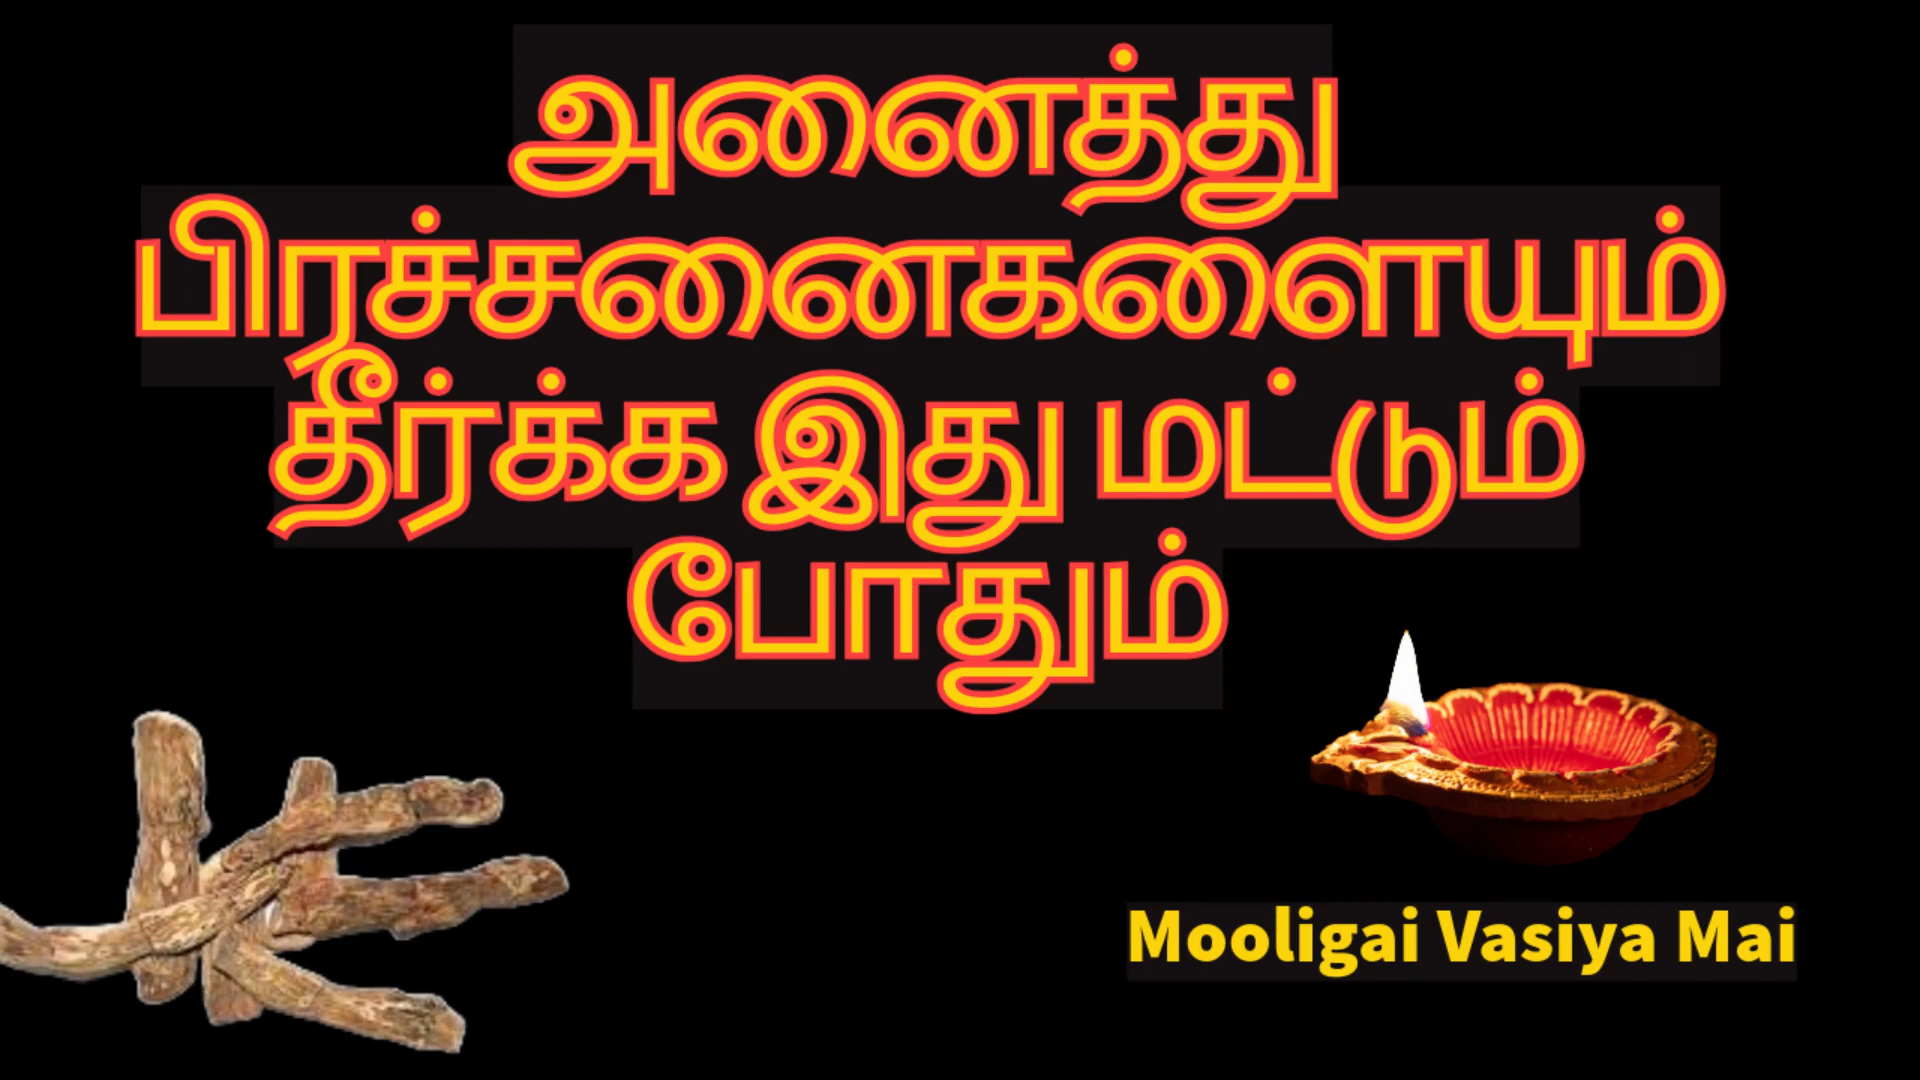 அனைத்து
பிரச்சனைகளையும்
தீர்க்க இது மட்டும்
போதும்
Mooligai Vasiya Mai